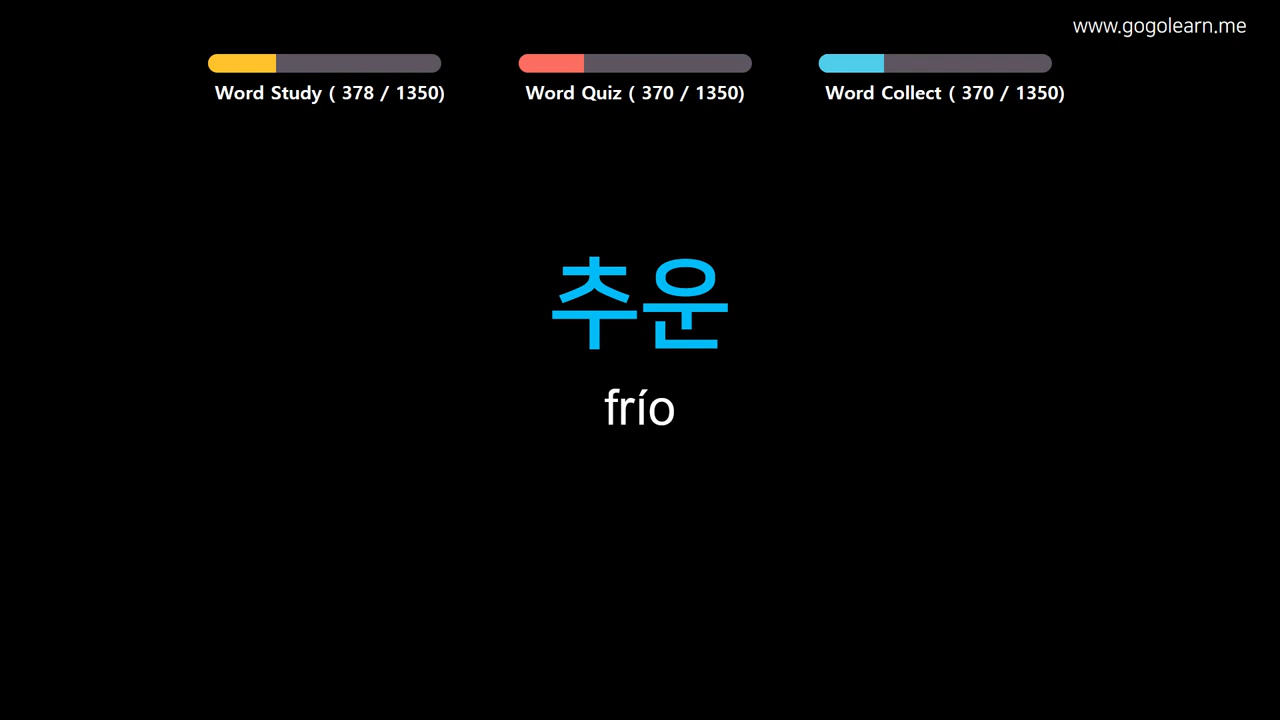 www.gogolearn.me
Word Study ( 378 / 1350)
Word Quiz ( 370 / 1350)
Word Collect ( 370 / 1350)
추운
frío